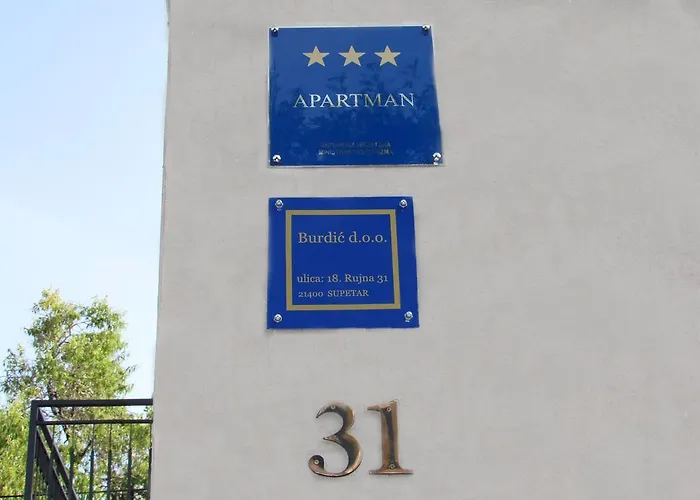 APARTMAN
Burdić d.o.o.
ulica: 18. Rujna 31
21400 SUPETAR
31